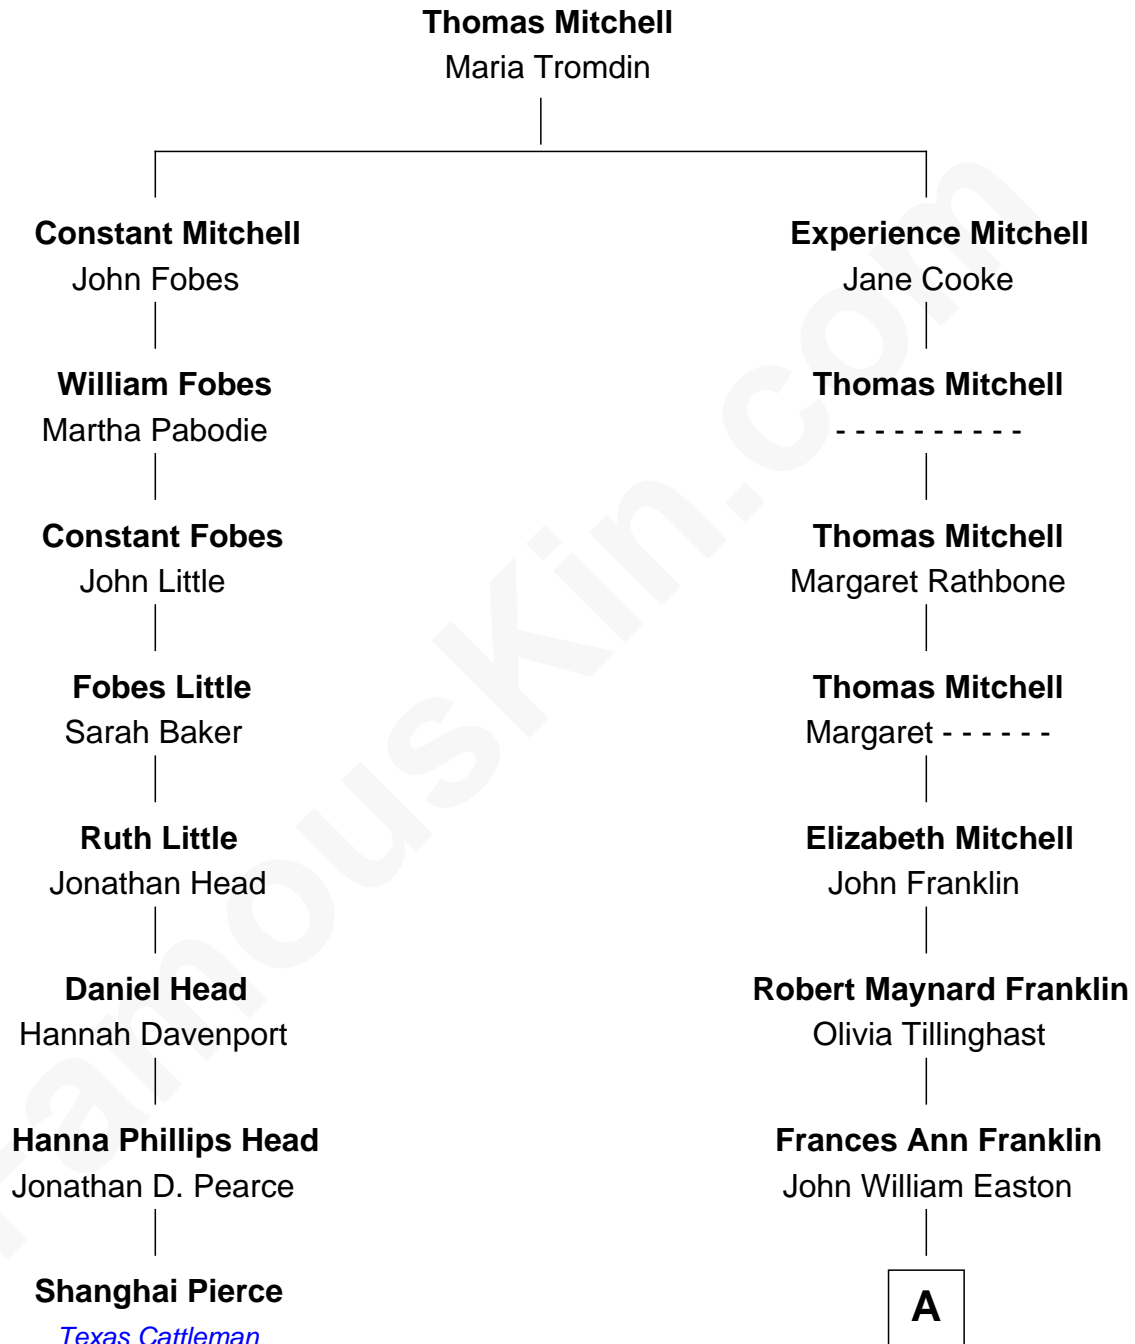 Thomas Mitchell
Maria Tromdin
Constant Mitchell
John Fobes
Experience Mitchell
Jane Cooke
William Fobes
Martha Pabodie
Thomas Mitchell
- - - - - - - - - -
Constant Fobes
John Little
Thomas Mitchell
Margaret Rathbone
Fobes Little
Sarah Baker
Thomas Mitchell
Margaret - - - - - -
Ruth Little
Jonathan Head
Elizabeth Mitchell
John Franklin
Daniel Head
Hannah Davenport
Robert Maynard Franklin
Olivia Tillinghast
Hanna Phillips Head
Jonathan D. Pearce
Frances Ann Franklin
John William Easton
Shanghai Pierce
Texas Cattleman
A
FamousKin.com